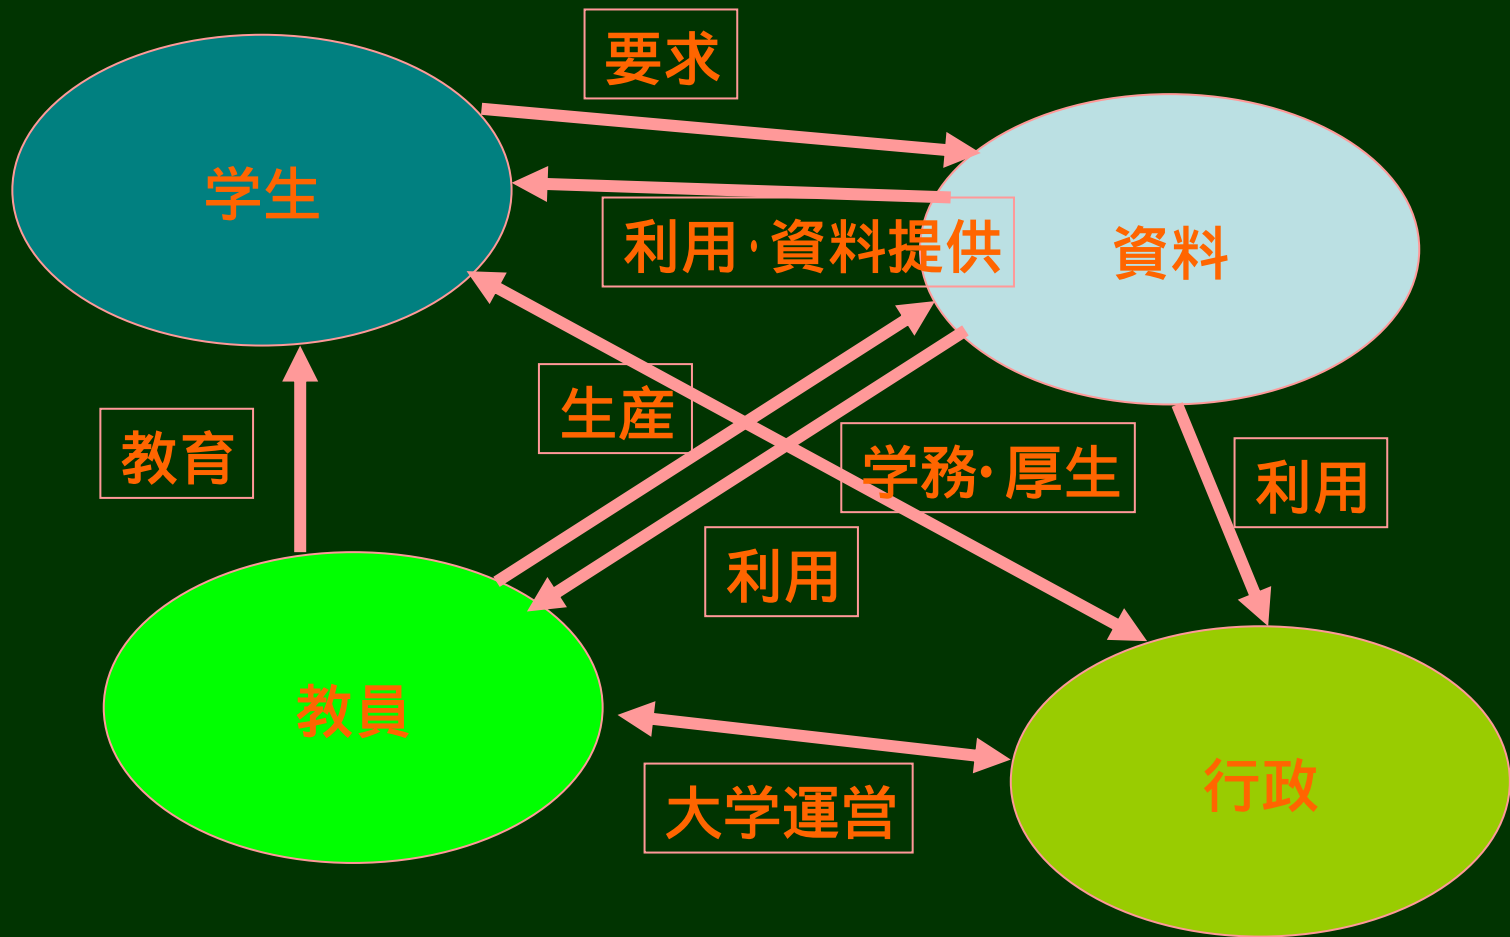 要求
学生
利用・資料提供
資料
生産
教育
学務・厚生
利用
利用
教員
大学運営
行政